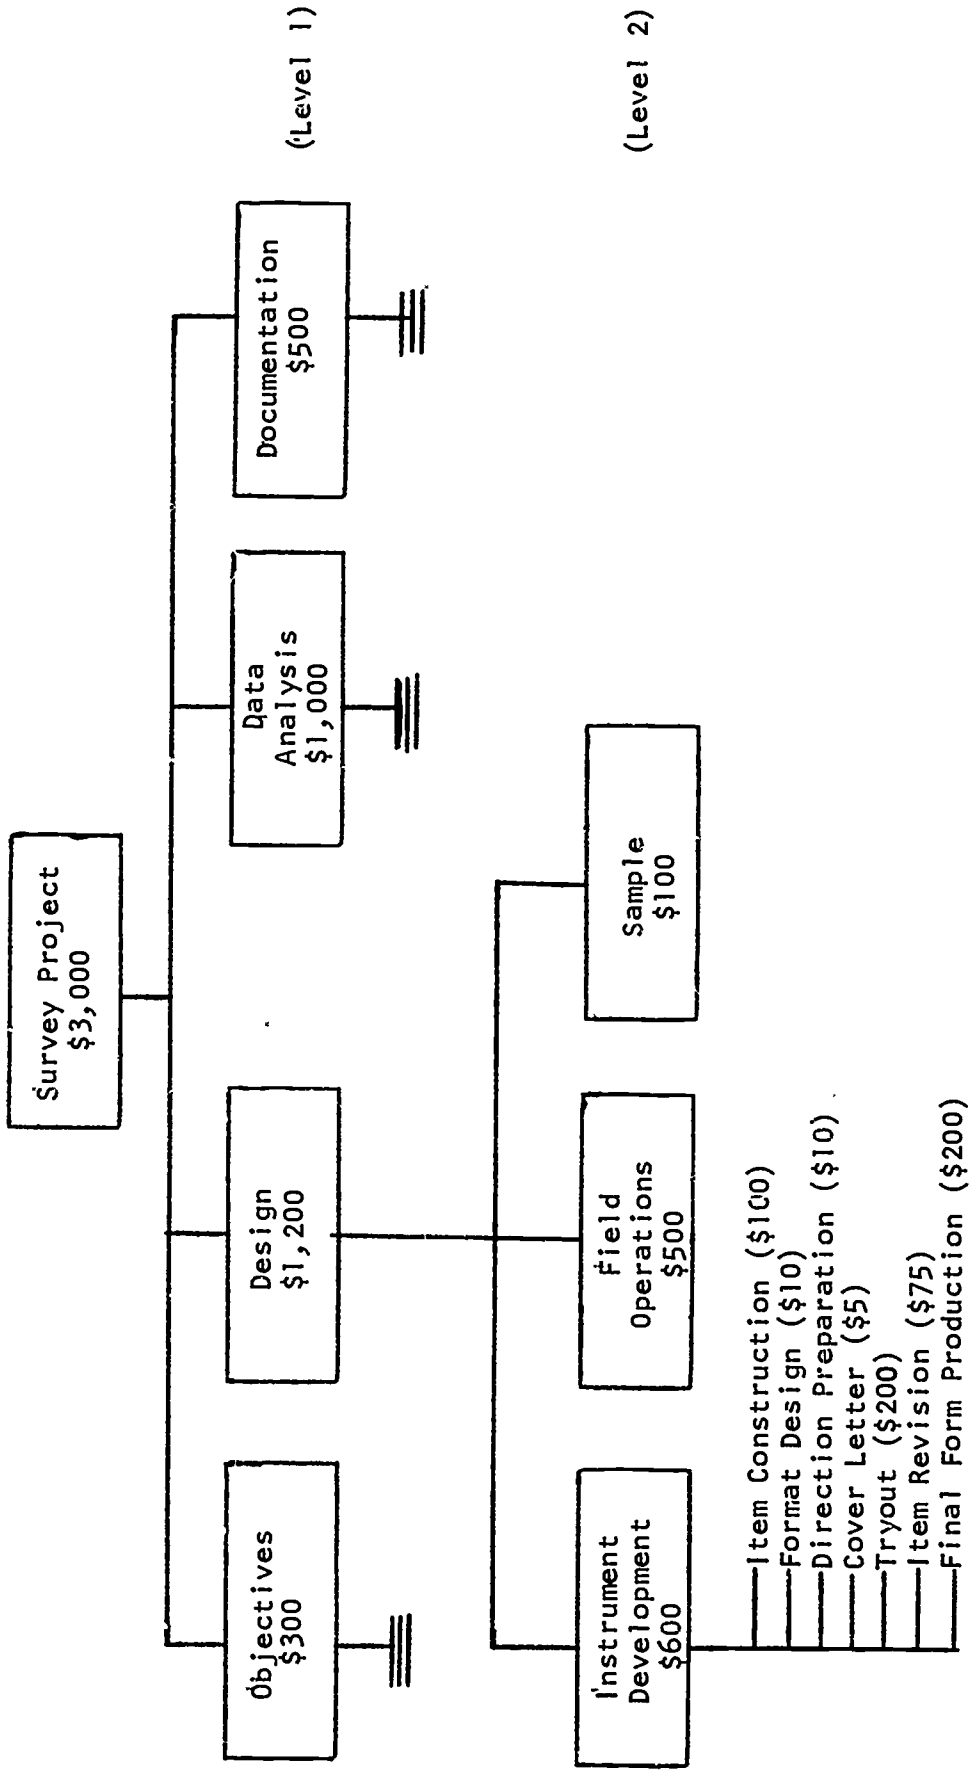 Survey Project
$3,000
(Level 1)
Objectives
$300
Design
$1,200
Data
Analysis
$1,000
Documentation
$500
(Level 2)
Instrument
Development
$600
Field
Operations
$500
Sample
$100
Item Construction ($100)
Format Design ($10)
Direction Preparation ($10)
Cover Letter ($5)
Tryout ($200)
Item Revision ($75)
Final Form Production ($200)